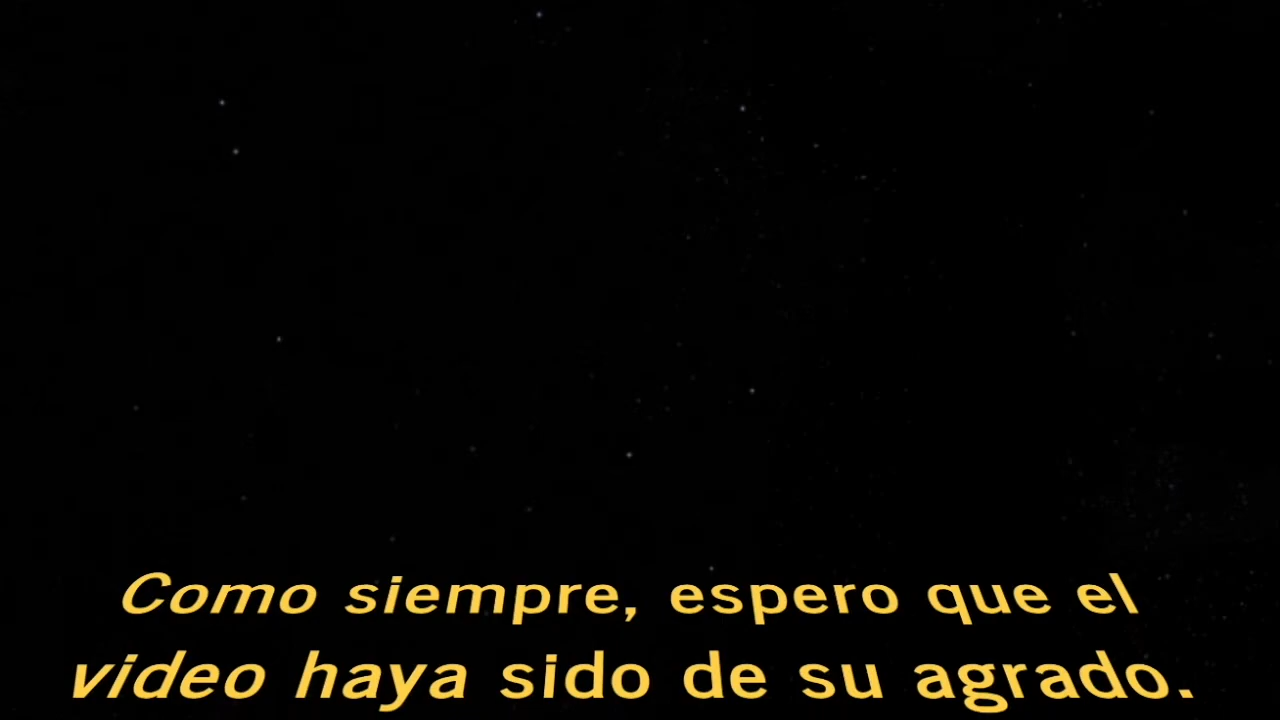 Como siempre, espero que el
video haya sido de su agrado.